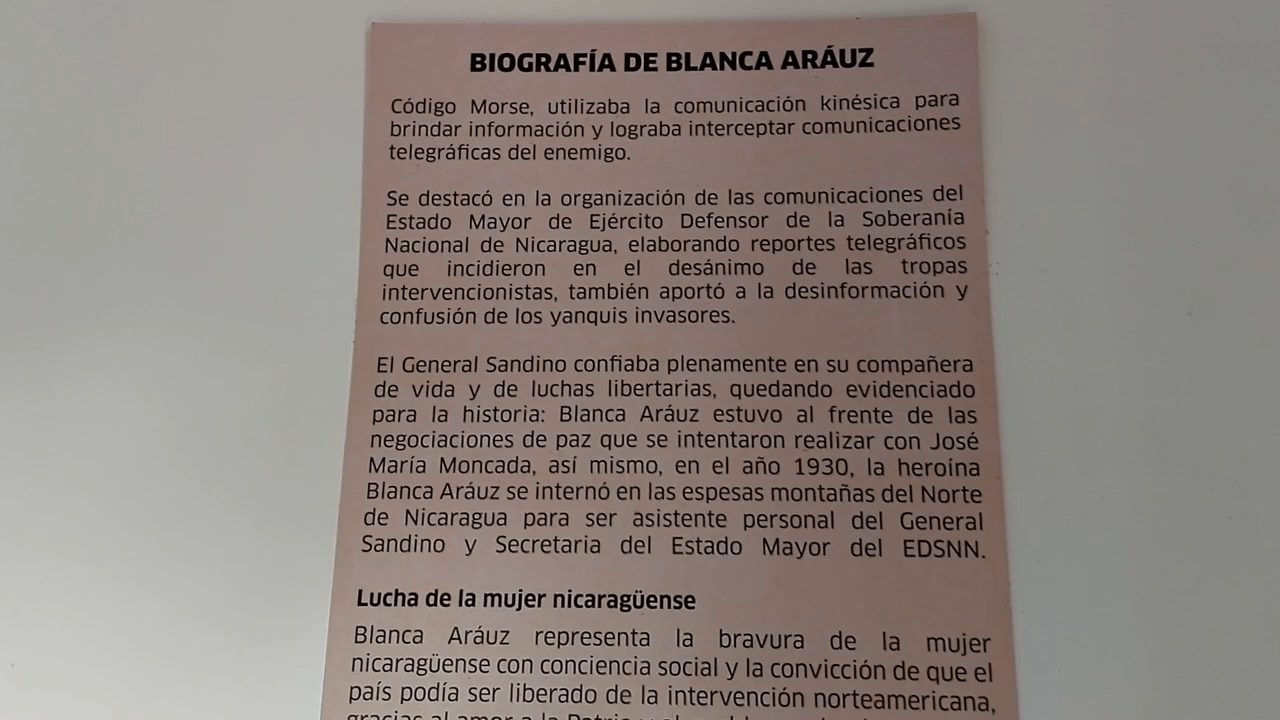 BIOGRAFÍA DE BLANCA ARÁUZ
Código Morse, utilizaba la comunicación kinésica para
brindar información y lograba interceptar comunicaciones
telegráficas del enemigo.
Se destacó en la organización de las comunicaciones del
Estado Mayor de Ejército Defensor de la Soberanía
Nacional de Nicaragua, elaborando reportes telegráficos
que incidieron en el desánimo de las tropas
intervencionistas, también aportó a la desinformación y
confusión de los yanquis invasores.
El General Sandino confiaba plenamente en su compañera
de vida y de luchas libertarias, quedando evidenciado
para la historia: Blanca Aráuz estuvo al frente de las
negociaciones de paz que se intentaron realizar con José
María Moncada, así mismo, en el año 1930, la heroína
Blanca Aráuz se internó en las espesas montañas del Norte
de Nicaragua para ser asistente personal del General
Sandino y Secretaria del Estado Mayor del EDSNN.
Lucha de la mujer nicaragüense
Blanca Aráuz representa la bravura de la mujer
nicaragüense con conciencia social y la convicción de que el
país podía ser liberado de la intervención norteamericana,
gracias al amor a la Patria